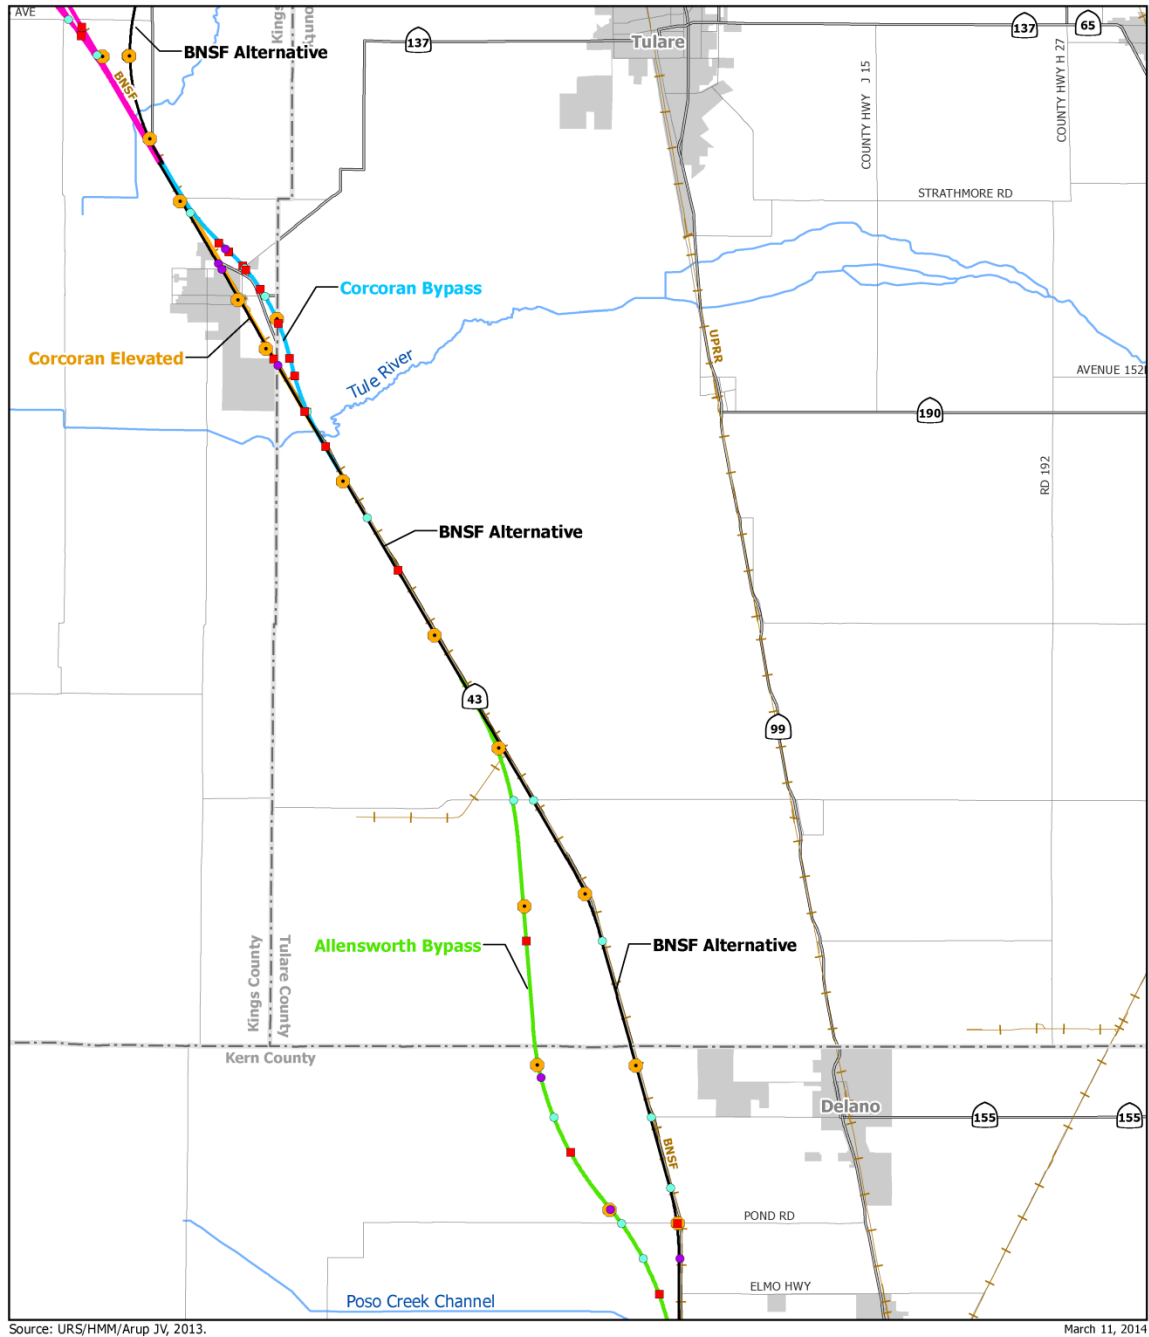 AVE
BNSF Alternative
Kings
County
137
Tulare
137
65
BNSF
COUNTY HWY J 15
COUNTY HWY H 27
STRATHMORE RD
Corcoran Bypass
Corcoran Elevated
Tule River
UPRR
AVENUE 152
190
RD 192
BNSF Alternative
43
99
Allensworth Bypass
BNSF Alternative
Kings County
Tulare County
Kern County
Delano
155
155
BNSF
POND RD
ELMO HWY
Poso Creek Channel
Source: URS/HMM/Arup JV, 2013.
March 11, 2014